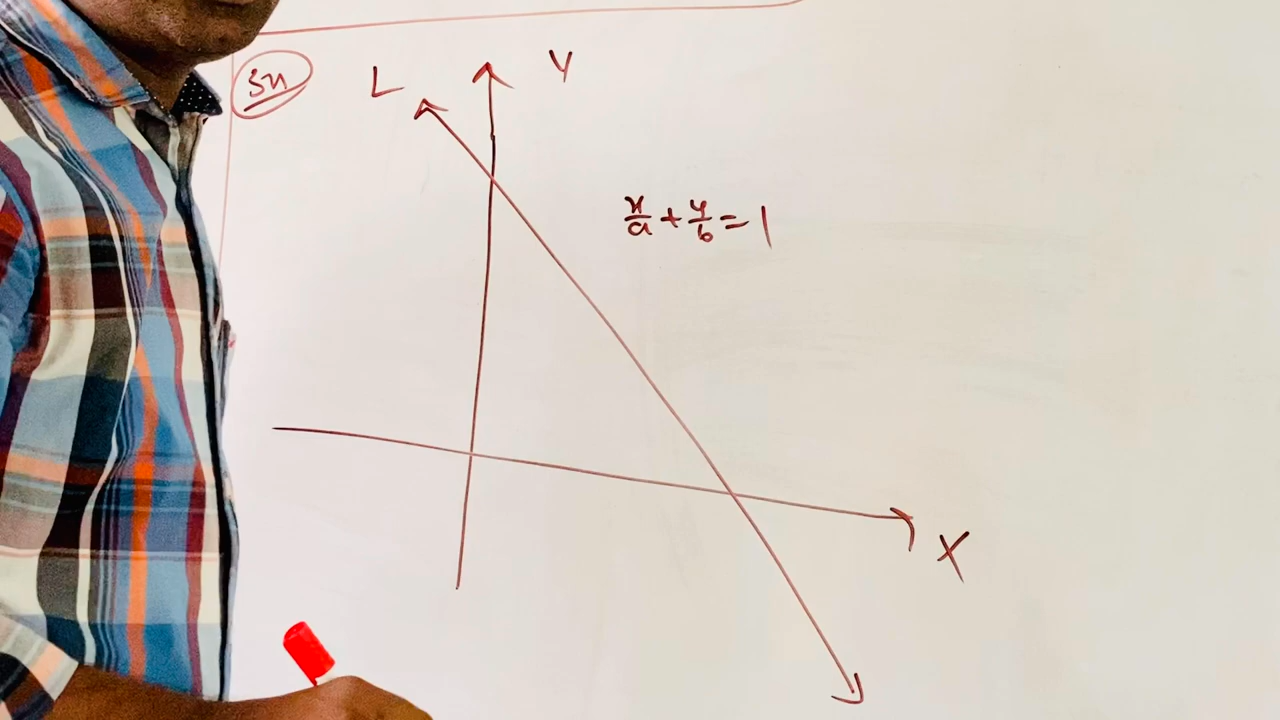 Sn
L
Y
x/a + y/b = 1
X